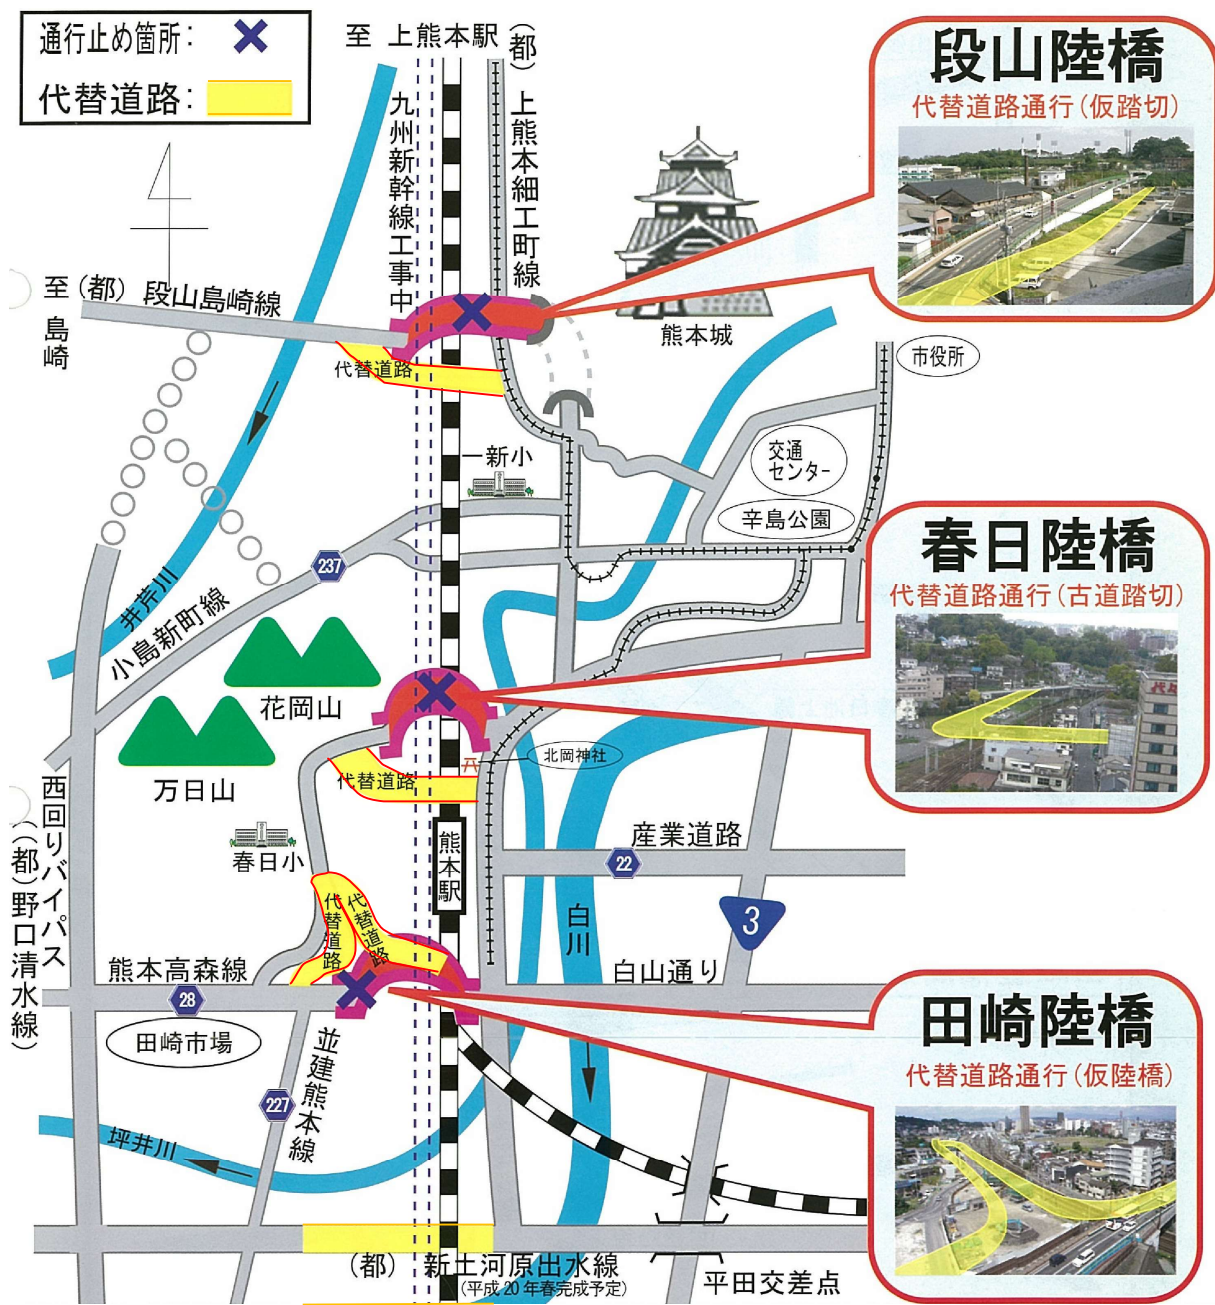 通行止め箇所:
代替道路:
至 上熊本駅
(都)上熊本細工町線
九州新幹線工事中
段山陸橋
代替道路通行(仮踏切)
熊本城
至(都)段山島崎線
島崎
代替道路
市役所
交通
センター
辛島公園
一新小
237
井芹川
小島新町線
春日陸橋
代替道路通行(古道踏切)
花岡山
万日山
北岡神社
代替道路
西回りバイパス
(都)野口清水線)
春日小
熊本駅
産業道路
22
3
白川
代替道路
代替道路
熊本高森線
28
白山通り
田崎市場
並建熊本線
227
坪井川
田崎陸橋
代替道路通行(仮陸橋)
(都) 新土河原出水線
(平成20年春完成予定)
平田交差点